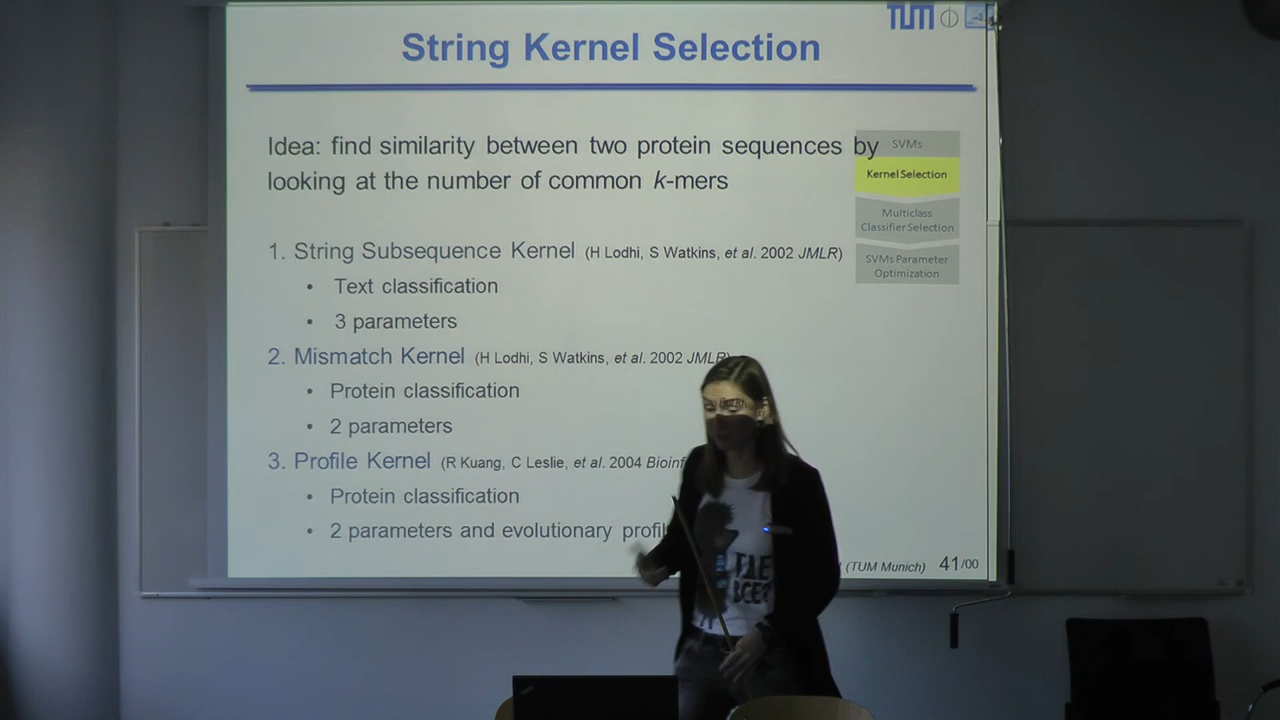 TUM
String Kernel Selection
Idea: find similarity between two protein sequences by
looking at the number of common k-mers
SVMs
Kernel Selection
Multiclass
Classifier Selection
SVMs Parameter
Optimization
1. String Subsequence Kernel (H Lodhi, S Watkins, et al. 2002 JMLR)
• Text classification
• 3 parameters
2. Mismatch Kernel (H Lodhi, S Watkins, et al. 2002 JMLR)
• Protein classification
• 2 parameters
3. Profile Kernel (R Kuang, C Leslie, et al. 2004
• Protein classification
• 2 parameters and evolutionary
(TUM Munich) 41/00
ГДЕ
ВСЕ?